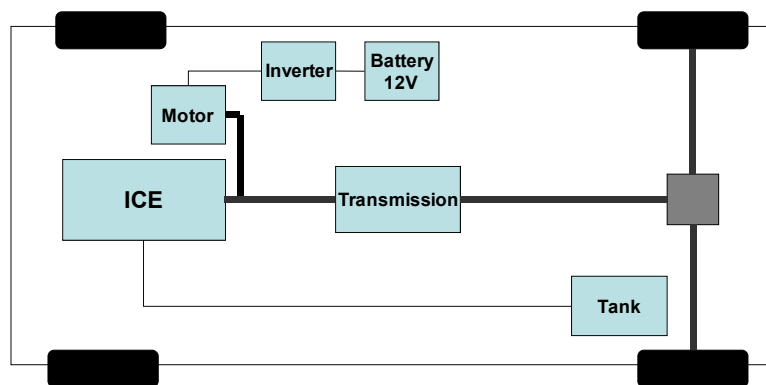 Inverter
Battery
12V
Motor
ICE
Transmission
Tank